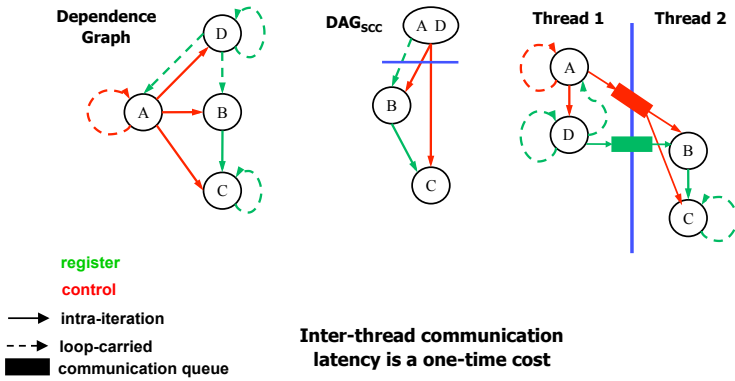 Dependence
Graph
D
A
B
C
DAGSCC
A D
B
C
Thread 1
Thread 2
A
D
B
C
register
control
intra-iteration
loop-carried
communication queue
Inter-thread communication
latency is a one-time cost